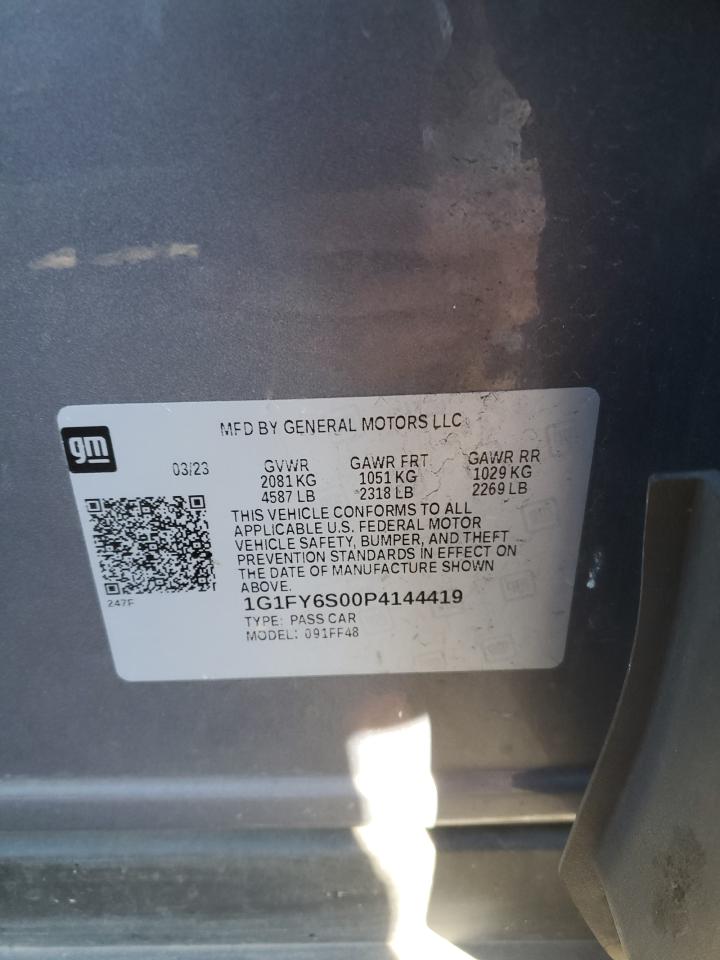 MFD BY GENERAL MOTORS LLC
gm
03/23 GVWR GAWR FRT GAWR RR
2081 KG 1051 KG 1029 KG
4587 LB 2318 LB 2269 LB
THIS VEHICLE CONFORMS TO ALL
APPLICABLE U.S. FEDERAL MOTOR
VEHICLE SAFETY, BUMPER, AND THEFT
PREVENTION STANDARDS IN EFFECT ON
THE DATE OF MANUFACTURE SHOWN
ABOVE.
247F
1G1FY6S00P4144419
TYPE: PASS CAR
MODEL: 091FF48